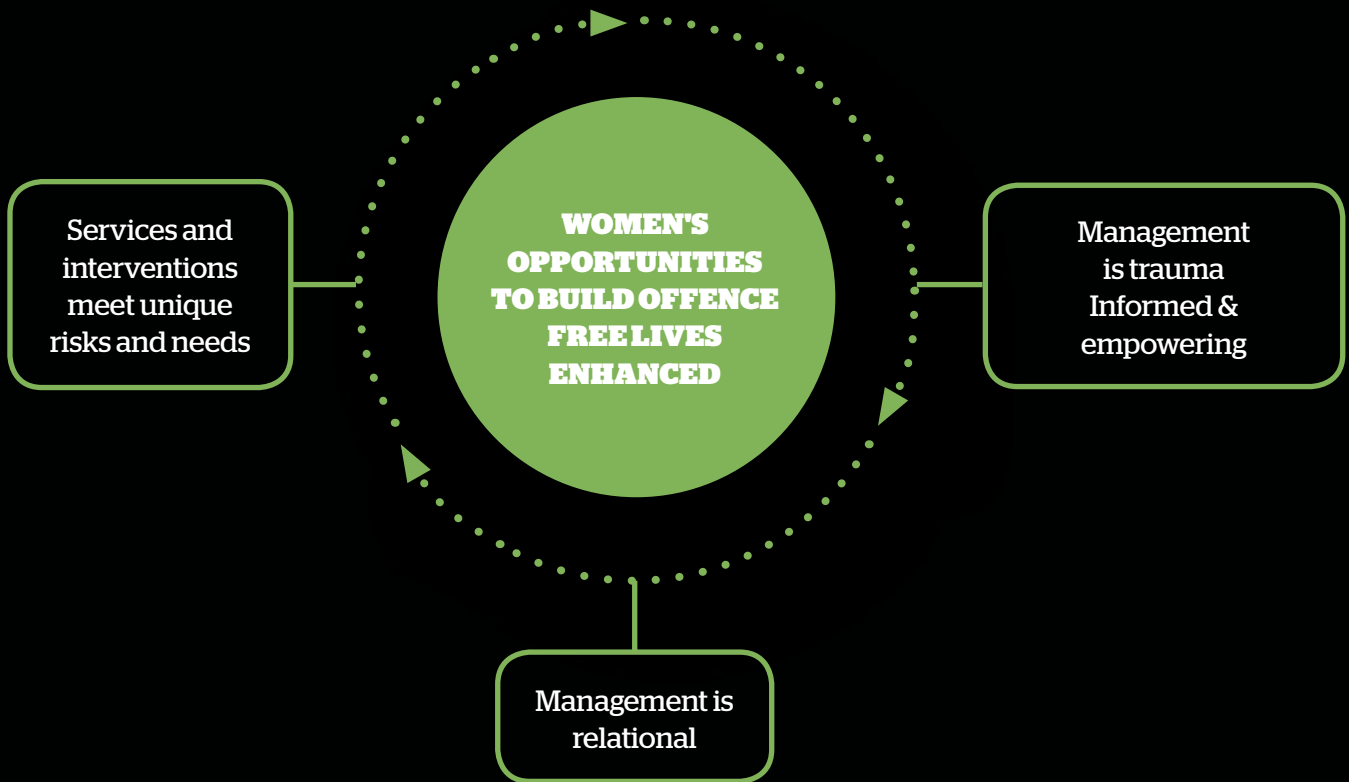 WOMEN'S
OPPORTUNITIES
TO BUILD OFFENCE
FREE LIVES
ENHANCED
Services and
interventions
meet unique
risks and needs
Management
is trauma
Informed &
empowering
Management is
relational